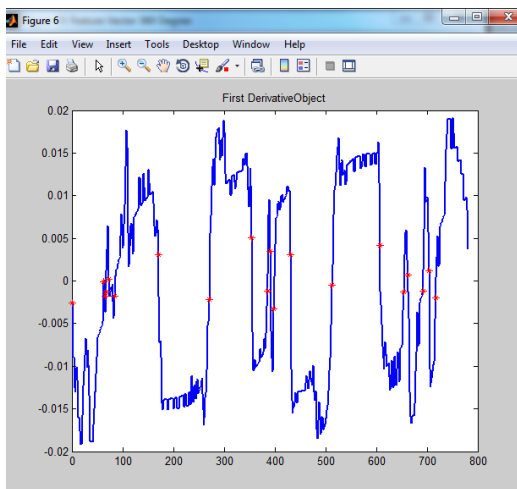 Figure 6
File Edit View Insert Tools Desktop Window Help
First DerivativeObject
0.02
0.015
0.01
0.005
0
-0.005
-0.01
-0.015
-0.02
0 100 200 300 400 500 600 700 800